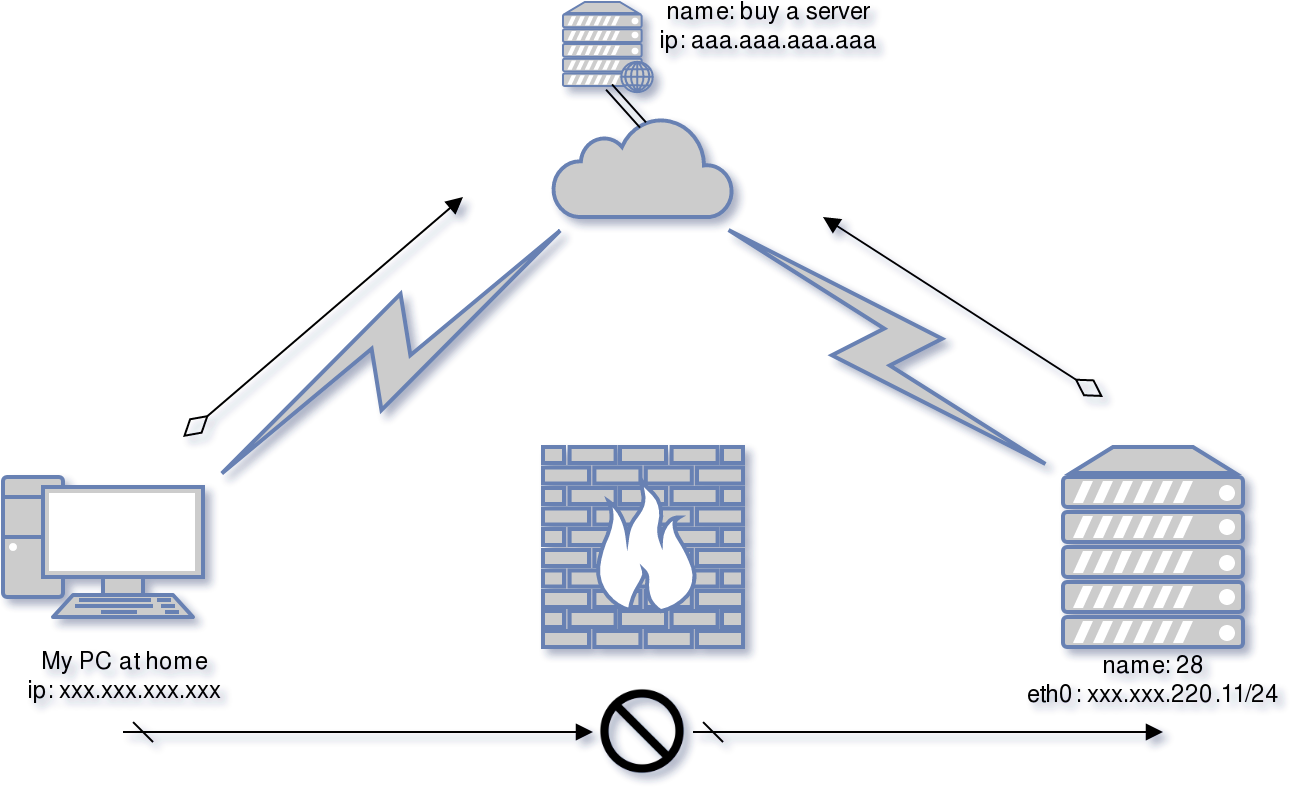 name: buy a server
ip: aaa.aaa.aaa.aaa
My PC at home
ip: xxx.xxx.xxx.xxx
name: 28
eth0: xxx.xxx.220.11/24